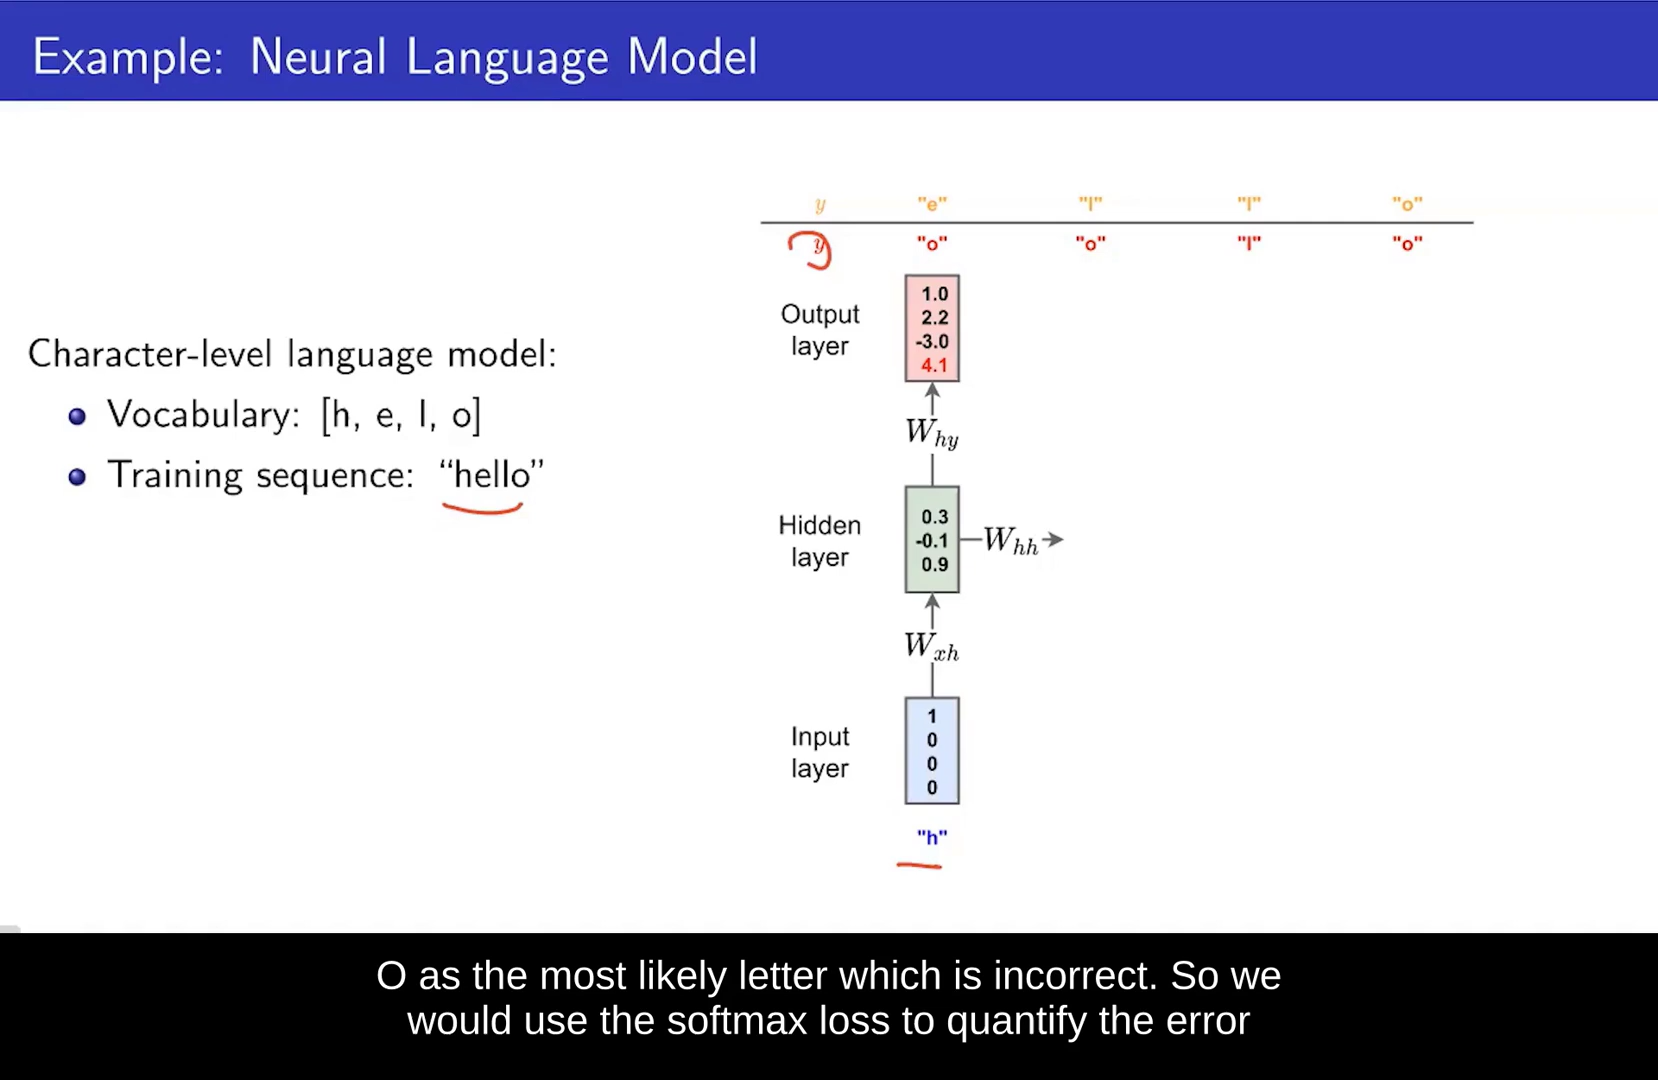 Example: Neural Language Model
Character-level language model:
Vocabulary: [h, e, l, o]
Training sequence: “hello”
y "e" "l" "l" "o"
y "o" "o" "l" "o"
Output layer
1.0
2.2
-3.0
4.1
W_hy
Hidden layer
0.3
-0.1
0.9
W_hh
W_xh
Input layer
1
0
0
0
"h"
O as the most likely letter which is incorrect. So we
would use the softmax loss to quantify the error